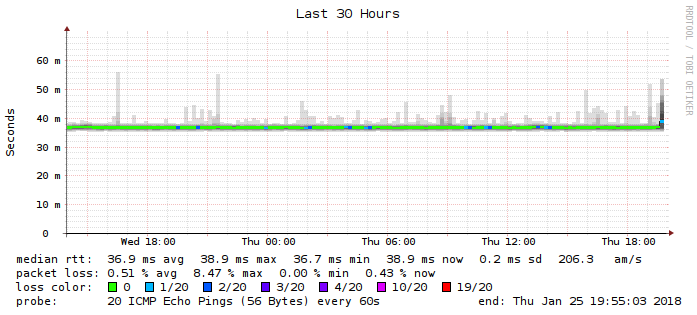 Last 30 Hours
RRDTOOL / TOBI OETIKER
Seconds
60 m
50 m
40 m
30 m
20 m
10 m
0
Wed 18:00 Thu 00:00 Thu 06:00 Thu 12:00 Thu 18:00
median rtt: 36.9 ms avg 38.9 ms max 36.7 ms min 38.9 ms now 0.2 ms sd 206.3 am/s
packet loss: 0.51 % avg 8.47 % max 0.00 % min 0.43 % now
loss color: 0 1/20 2/20 3/20 4/20 10/20 19/20
probe: 20 ICMP Echo Pings (56 Bytes) every 60s end: Thu Jan 25 19:55:03 2018